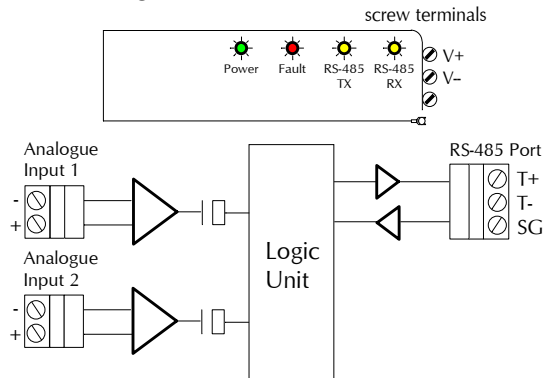 screw terminals
Power
Fault
RS-485
TX
RS-485
RX
V+
V–
Analogue
Input 1
-
+
Analogue
Input 2
-
+
Logic
Unit
RS-485 Port
T+
T-
SG